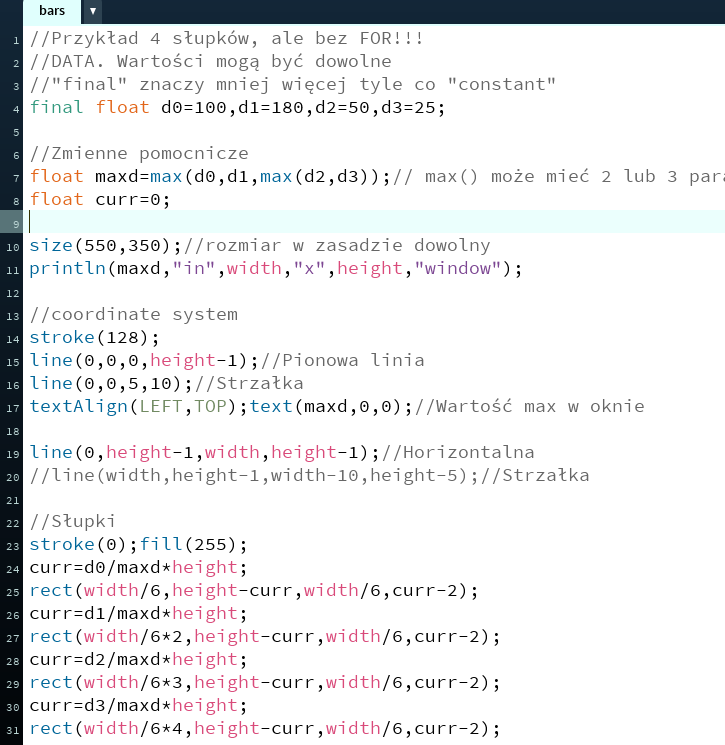 bars ▼
1 //Przykład 4 słupków, ale bez FOR!!!
2 //DATA. Wartości mogą być dowolne
3 //"final" znaczy mniej więcej tyle co "constant"
4 final float d0=100,d1=180,d2=50,d3=25;
5
6 //Zmienne pomocnicze
7 float maxd=max(d0,d1,max(d2,d3));// max() może mieć 2 lub 3 para
8 float curr=0;
9
10 size(550,350);//rozmiar w zasadzie dowolny
11 println(maxd,"in",width,"x",height,"window");
12
13 //coordinate system
14 stroke(128);
15 line(0,0,0,height-1);//Pionowa linia
16 line(0,0,5,10);//Strzałka
17 textAlign(LEFT,TOP);text(maxd,0,0);//Wartość max w oknie
18
19 line(0,height-1,width,height-1);//Horizontalna
20 //line(width,height-1,width-10,height-5);//Strzałka
21
22 //Słupki
23 stroke(0);fill(255);
24 curr=d0/maxd*height;
25 rect(width/6,height-curr,width/6,curr-2);
26 curr=d1/maxd*height;
27 rect(width/6*2,height-curr,width/6,curr-2);
28 curr=d2/maxd*height;
29 rect(width/6*3,height-curr,width/6,curr-2);
30 curr=d3/maxd*height;
31 rect(width/6*4,height-curr,width/6,curr-2);